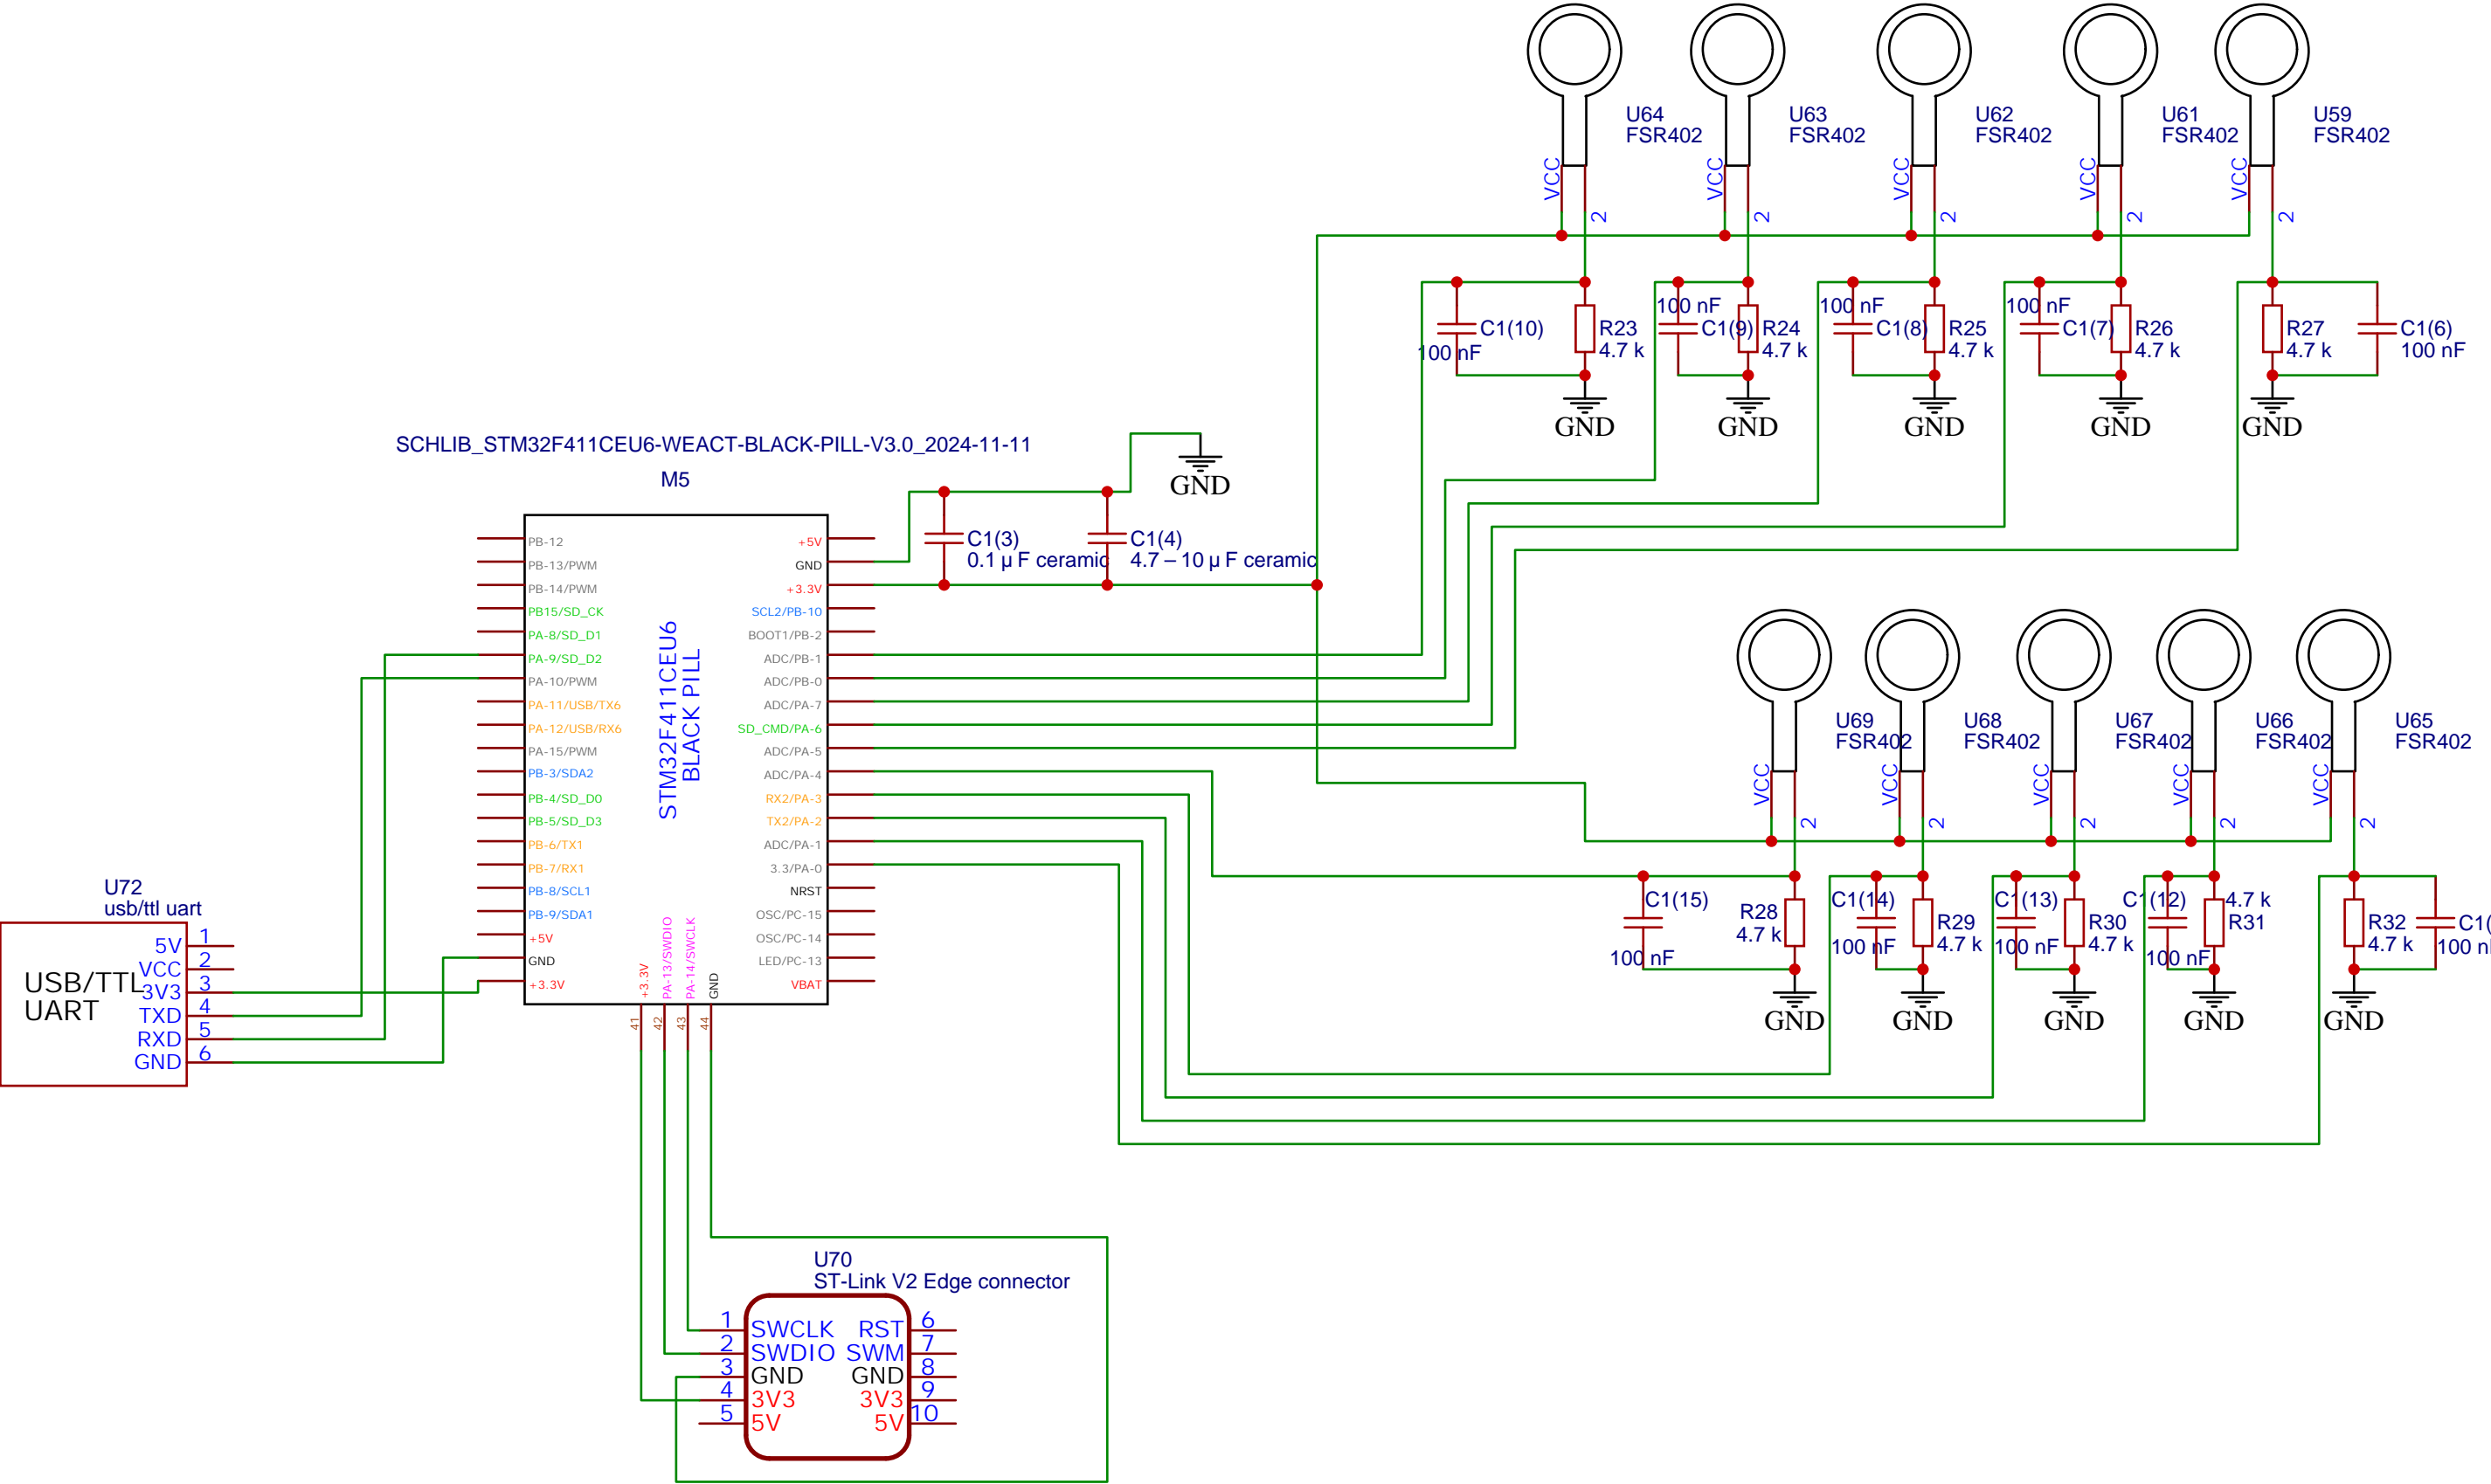 U64
FSR402
VCC
2
U63
FSR402
VCC
2
U62
FSR402
VCC
2
U61
FSR402
VCC
2
U59
FSR402
VCC
2
C1(10)
100 nF
R23
4.7 k
GND
100 nF
C1(9)
R24
4.7 k
GND
100 nF
C1(8)
R25
4.7 k
GND
100 nF
C1(7)
R26
4.7 k
GND
R27
4.7 k
GND
C1(6)
100 nF
SCHLIB_STM32F411CEU6-WEACT-BLACK-PILL-V3.0_2024-11-11
M5
GND
C1(3)
0.1 µ F ceramic
C1(4)
4.7 – 10 µ F ceramic
STM32F411CEU6
BLACK PILL
PB-12
PB-13/PWM
PB-14/PWM
PB15/SD_CK
PA-8/SD_D1
PA-9/SD_D2
PA-10/PWM
PA-11/USB/TX6
PA-12/USB/RX6
PA-15/PWM
PB-3/SDA2
PB-4/SD_D0
PB-5/SD_D3
PB-6/TX1
PB-7/RX1
PB-8/SCL1
PB-9/SDA1
+5V
GND
+3.3V
+5V
GND
+3.3V
SCL2/PB-10
BOOT1/PB-2
ADC/PB-1
ADC/PB-0
ADC/PA-7
SD_CMD/PA-6
ADC/PA-5
ADC/PA-4
RX2/PA-3
TX2/PA-2
ADC/PA-1
3.3/PA-0
NRST
OSC/PC-15
OSC/PC-14
LED/PC-13
VBAT
+3.3V
PA-13/SWDIO
PA-14/SWCLK
GND
41
42
43
44
U69
FSR402
VCC
2
U68
FSR402
VCC
2
U67
FSR402
VCC
2
U66
FSR402
VCC
2
U65
FSR402
VCC
2
C1(15)
100 nF
R28
4.7 k
GND
C1(14)
100 nF
R29
4.7 k
GND
C1(13)
100 nF
R30
4.7 k
GND
C1(12)
100 nF
4.7 k
R31
GND
R32
4.7 k
GND
C1(
100 n
U72
usb/ttl uart
USB/TTL
UART
5V 1
VCC 2
3V3 3
TXD 4
RXD 5
GND 6
U70
ST-Link V2 Edge connector
1 SWCLK RST 6
2 SWDIO SWM 7
3 GND GND 8
4 3V3 3V3 9
5 5V 5V 10